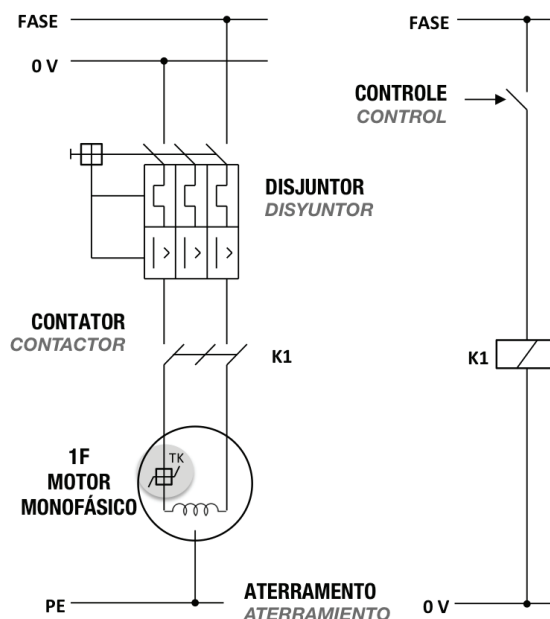 FASE
0 V
DISJUNTOR
DISYUNTOR
CONTATOR
CONTACTOR
K1
TK
1F
MOTOR
MONOFÁSICO
ATERRAMENTO
ATERRAMIENTO
PE
FASE
CONTROLE
CONTROL
K1
0 V